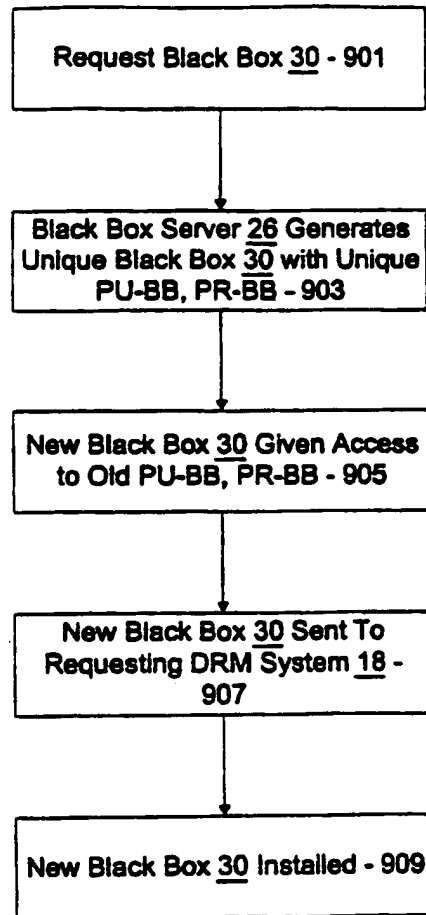 Request Black Box 30 - 901
Black Box Server 26 Generates
Unique Black Box 30 with Unique
PU-BB, PR-BB - 903
New Black Box 30 Given Access
to Old PU-BB, PR-BB - 905
New Black Box 30 Sent To
Requesting DRM System 18 -
907
New Black Box 30 Installed - 909